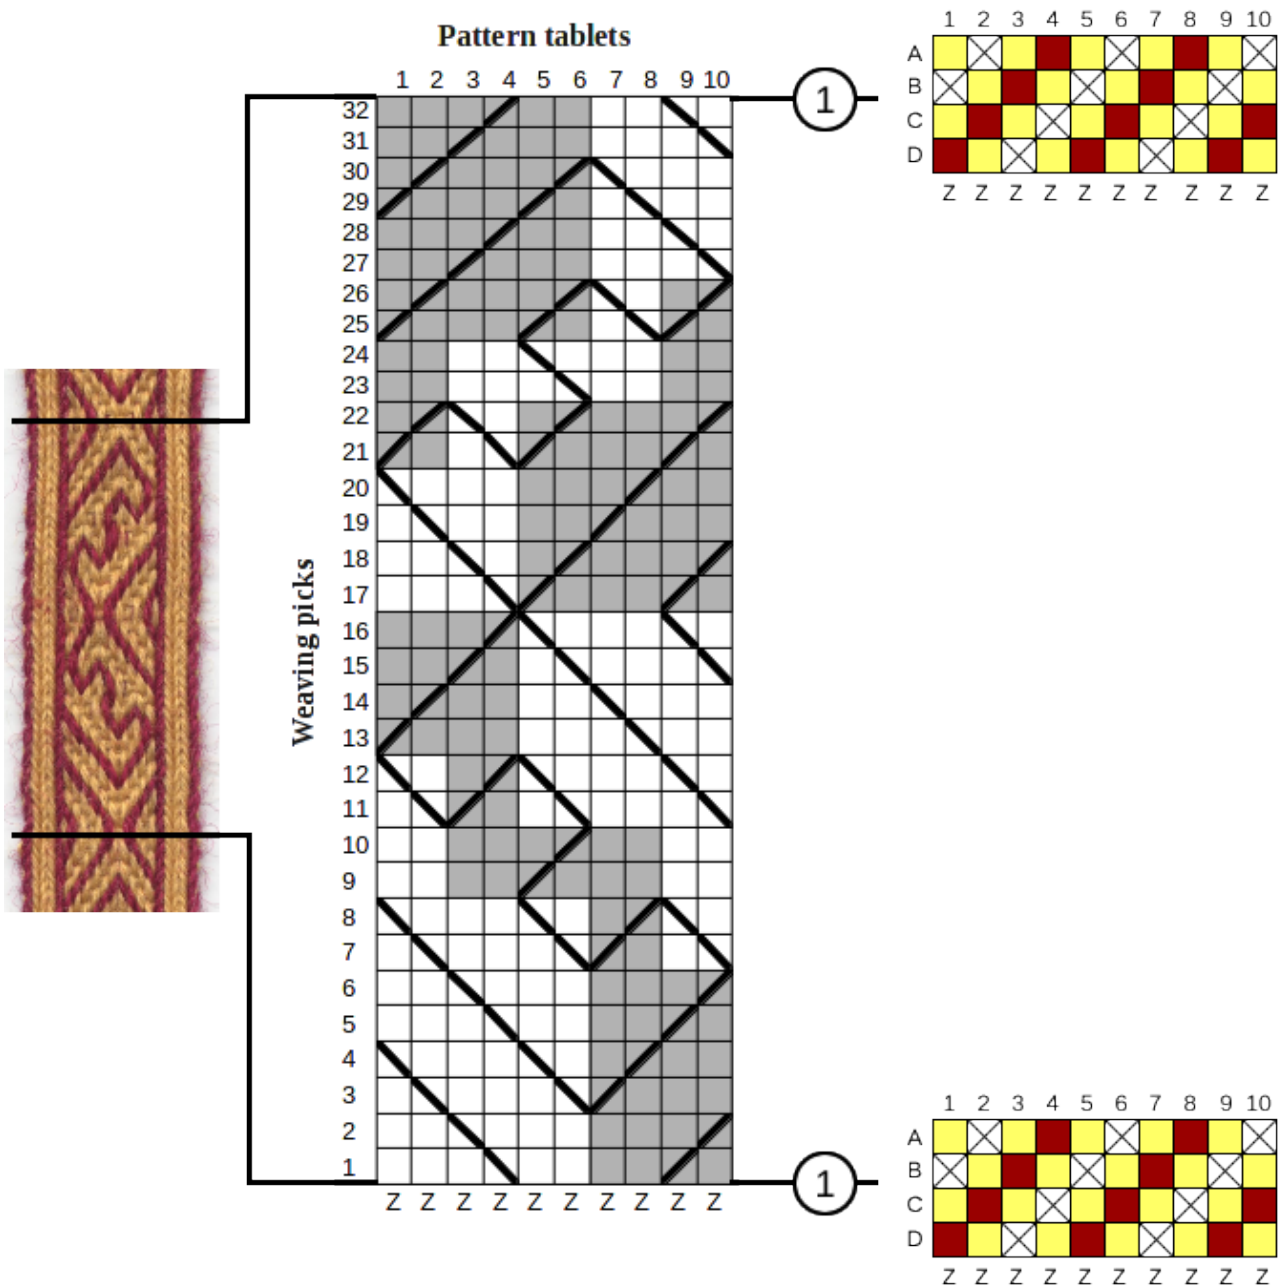 Pattern tablets
1 2 3 4 5 6 7 8 9 10
32
31
30
29
28
27
26
25
24
23
22
21
20
19
18
17
16
15
14
13
12
11
10
9
8
7
6
5
4
3
2
1
Z Z Z Z Z Z Z Z Z Z
Weaving picks
1
1 2 3 4 5 6 7 8 9 10
A
B
C
D
Z Z Z Z Z Z Z Z Z Z
1
1 2 3 4 5 6 7 8 9 10
A
B
C
D
Z Z Z Z Z Z Z Z Z Z